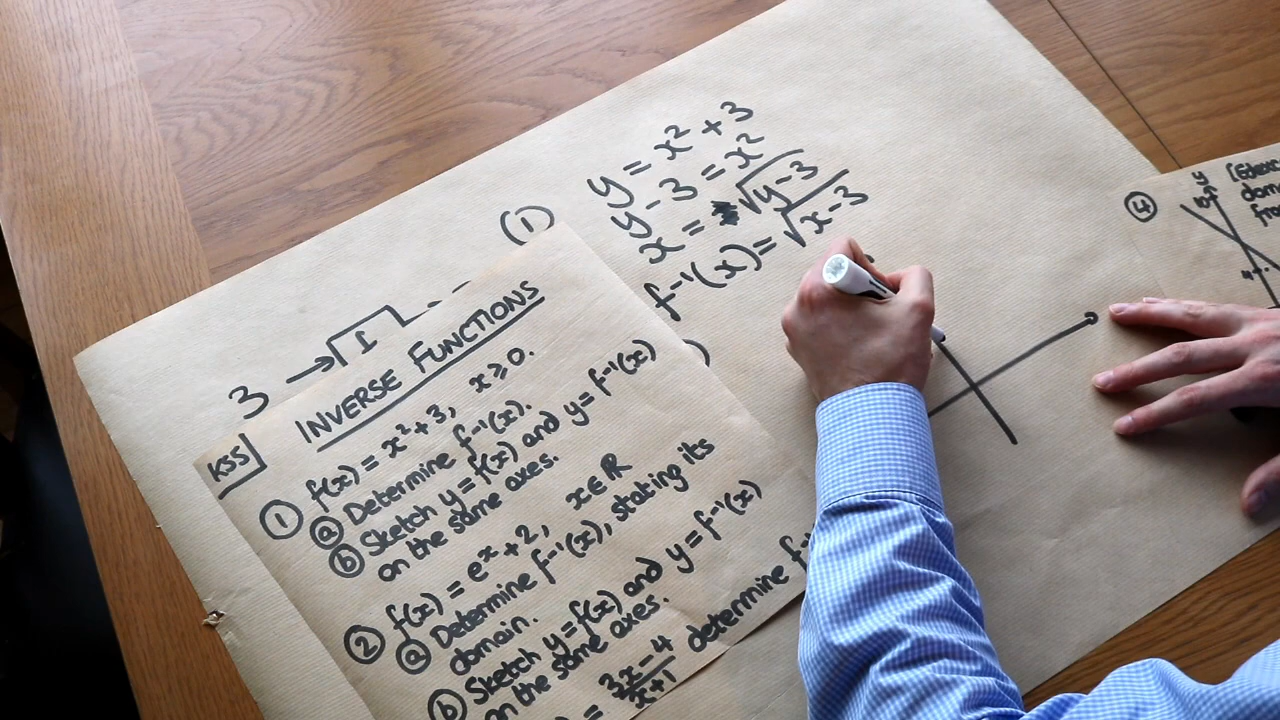 (1)
y = x² + 3
y - 3 = x²
x = √(y-3)
f⁻¹(x) = √(x-3)
3 → I
KSS
INVERSE FUNCTIONS
① f(x) = x²+3, x ≥ 0.
ⓐ Determine f⁻¹(x).
ⓑ Sketch y = f(x) and y = f⁻¹(x)
on the same axes.
② f(x) = eˣ + 2, x ∈ ℝ
ⓐ Determine f⁻¹(x), stating its
domain.
ⓑ Sketch y = f(x) and y = f⁻¹(x)
on the same axes.
= 3x-4/x+1 determine
④ y